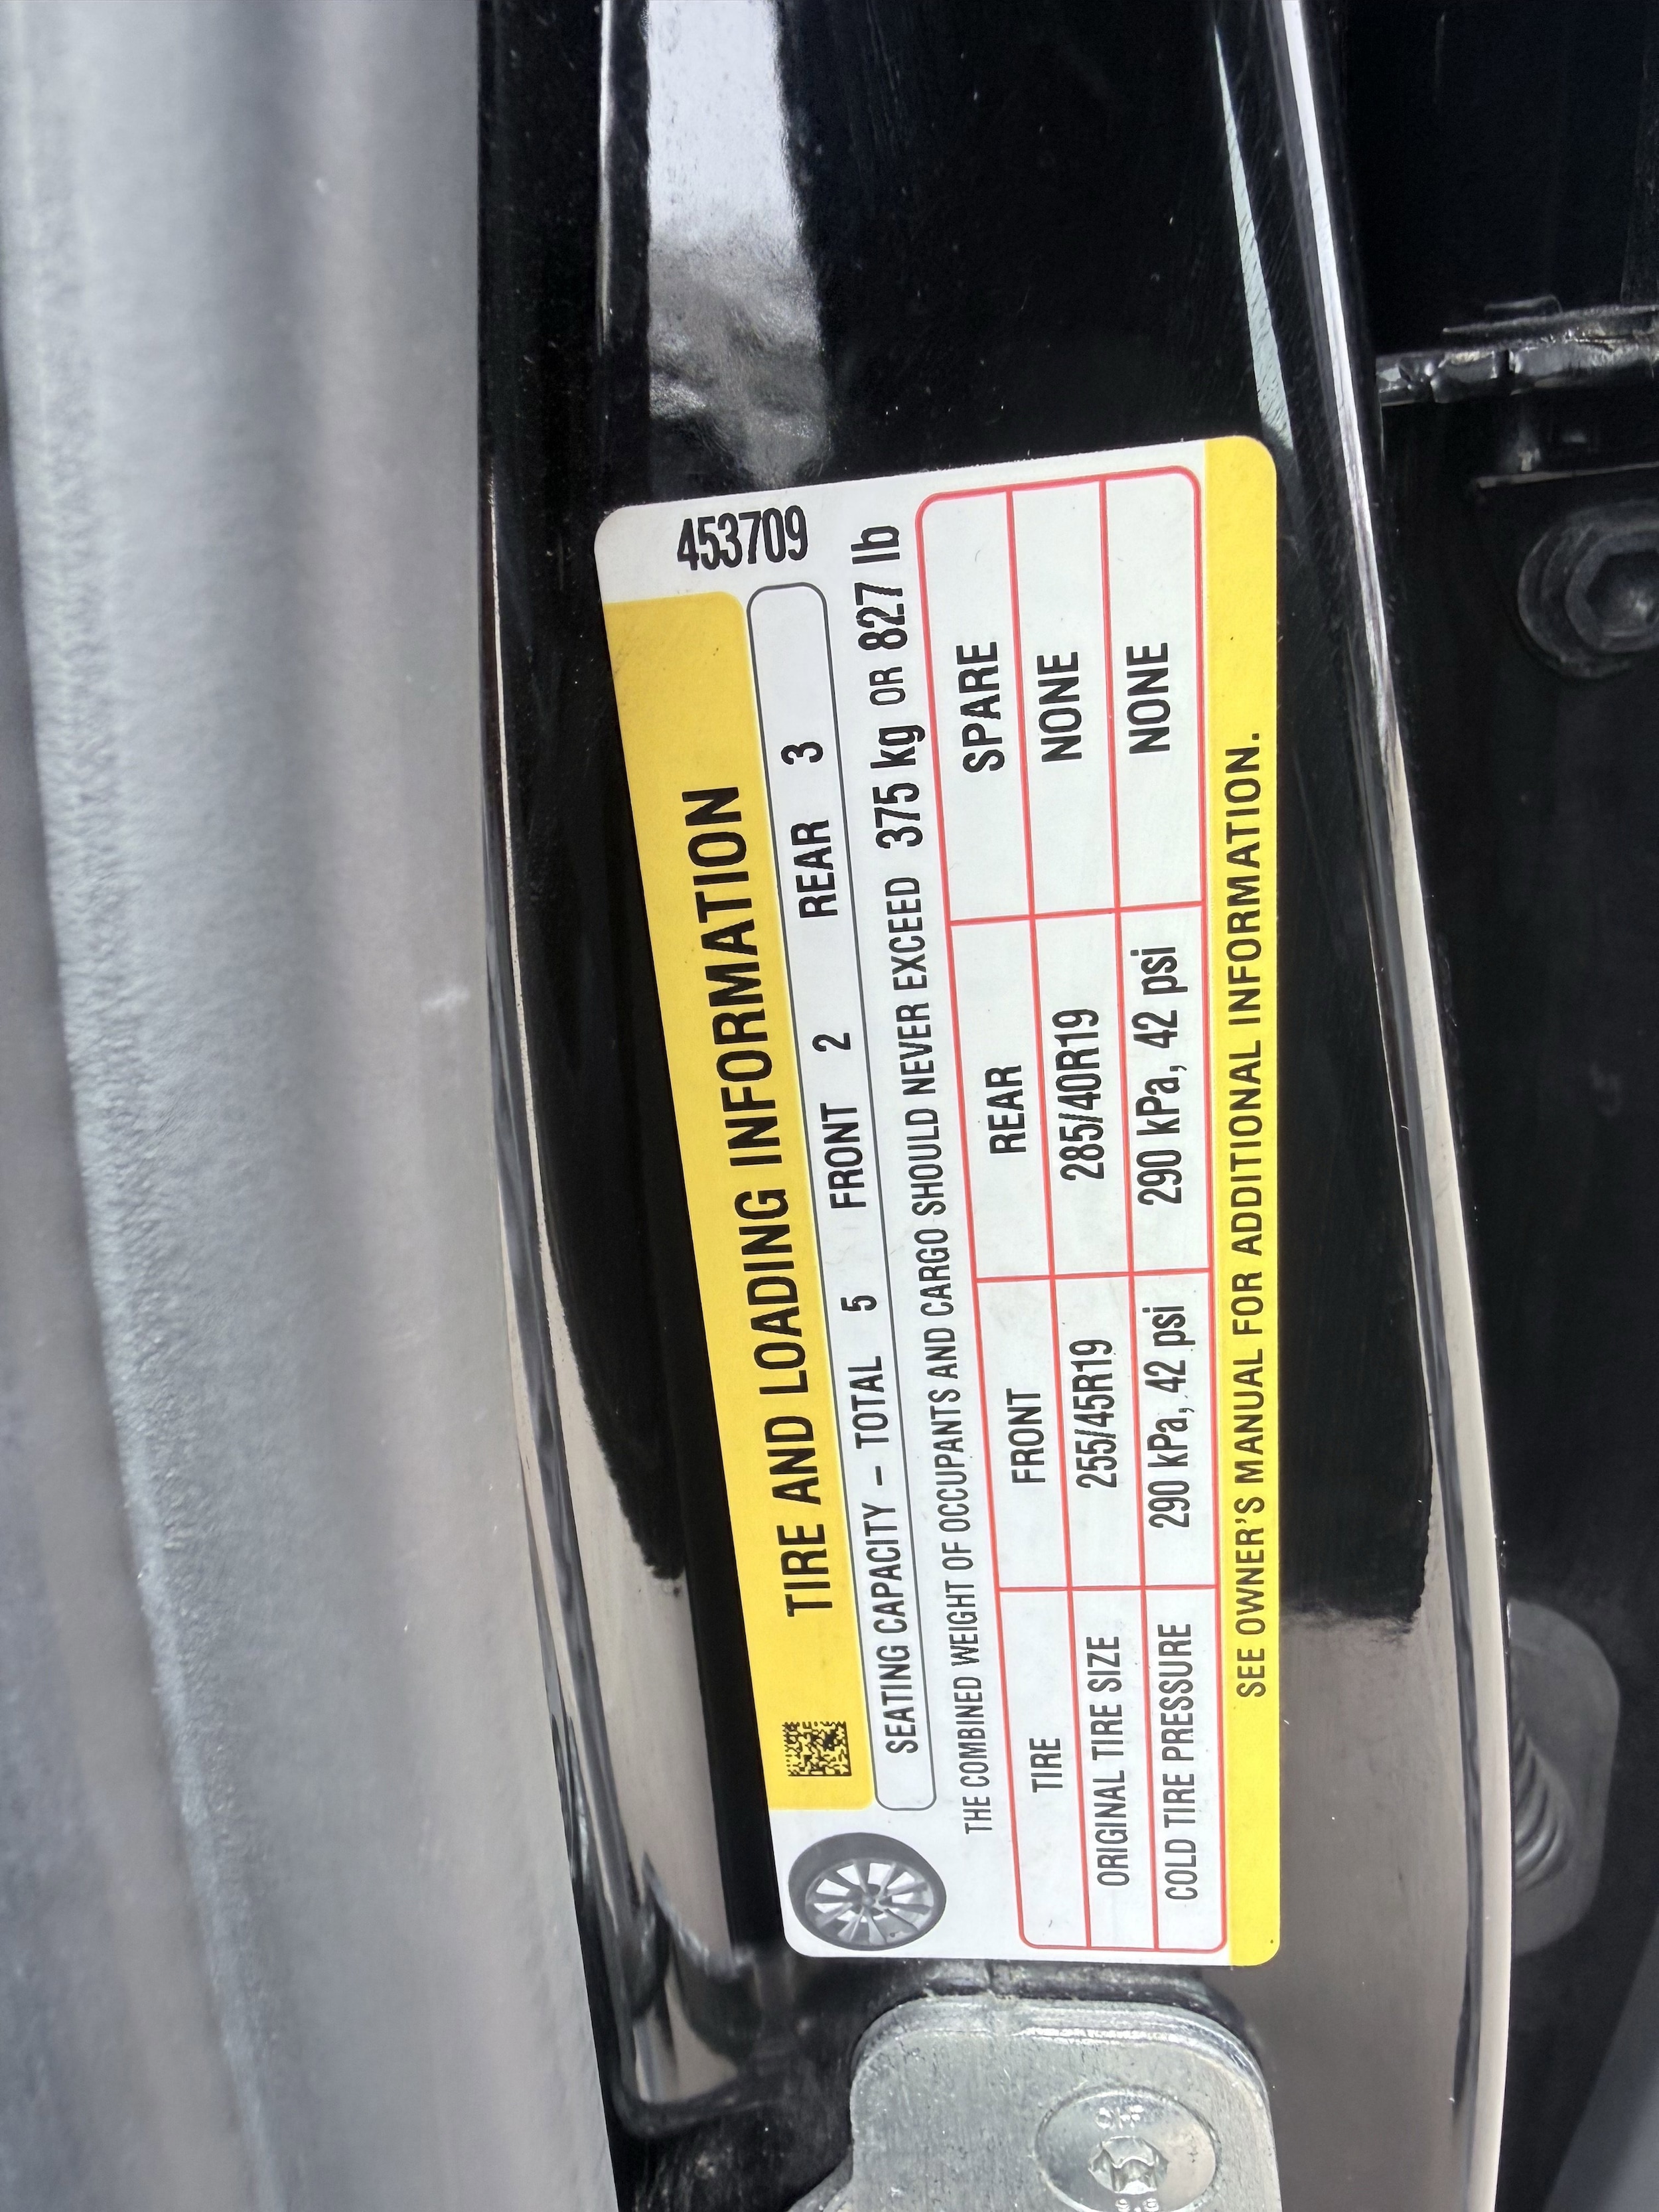 453709
TIRE AND LOADING INFORMATION
SEATING CAPACITY – TOTAL 5 FRONT 2 REAR 3
THE COMBINED WEIGHT OF OCCUPANTS AND CARGO SHOULD NEVER EXCEED 375 kg OR 827 lb
TIRE FRONT REAR SPARE
ORIGINAL TIRE SIZE 255/45R19 285/40R19 NONE
COLD TIRE PRESSURE 290 kPa, 42 psi 290 kPa, 42 psi NONE
SEE OWNER'S MANUAL FOR ADDITIONAL INFORMATION.